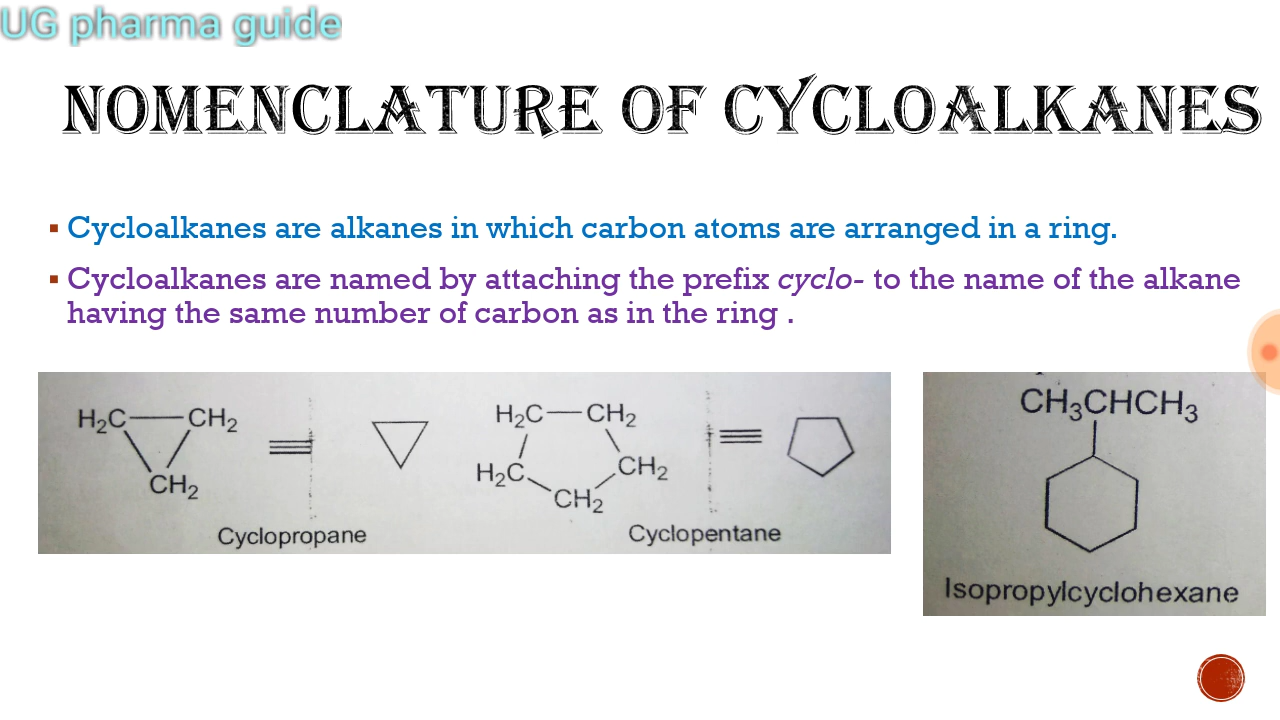 UG pharma guide
NOMENCLATURE OF CYCLOALKANES
Cycloalkanes are alkanes in which carbon atoms are arranged in a ring.
Cycloalkanes are named by attaching the prefix cyclo- to the name of the alkane
having the same number of carbon as in the ring .
H₂C CH₂
CH₂
Cyclopropane
H₂C CH₂
H₂C CH₂
CH₂
Cyclopentane
CH₃CHCH₃
Isopropylcyclohexane